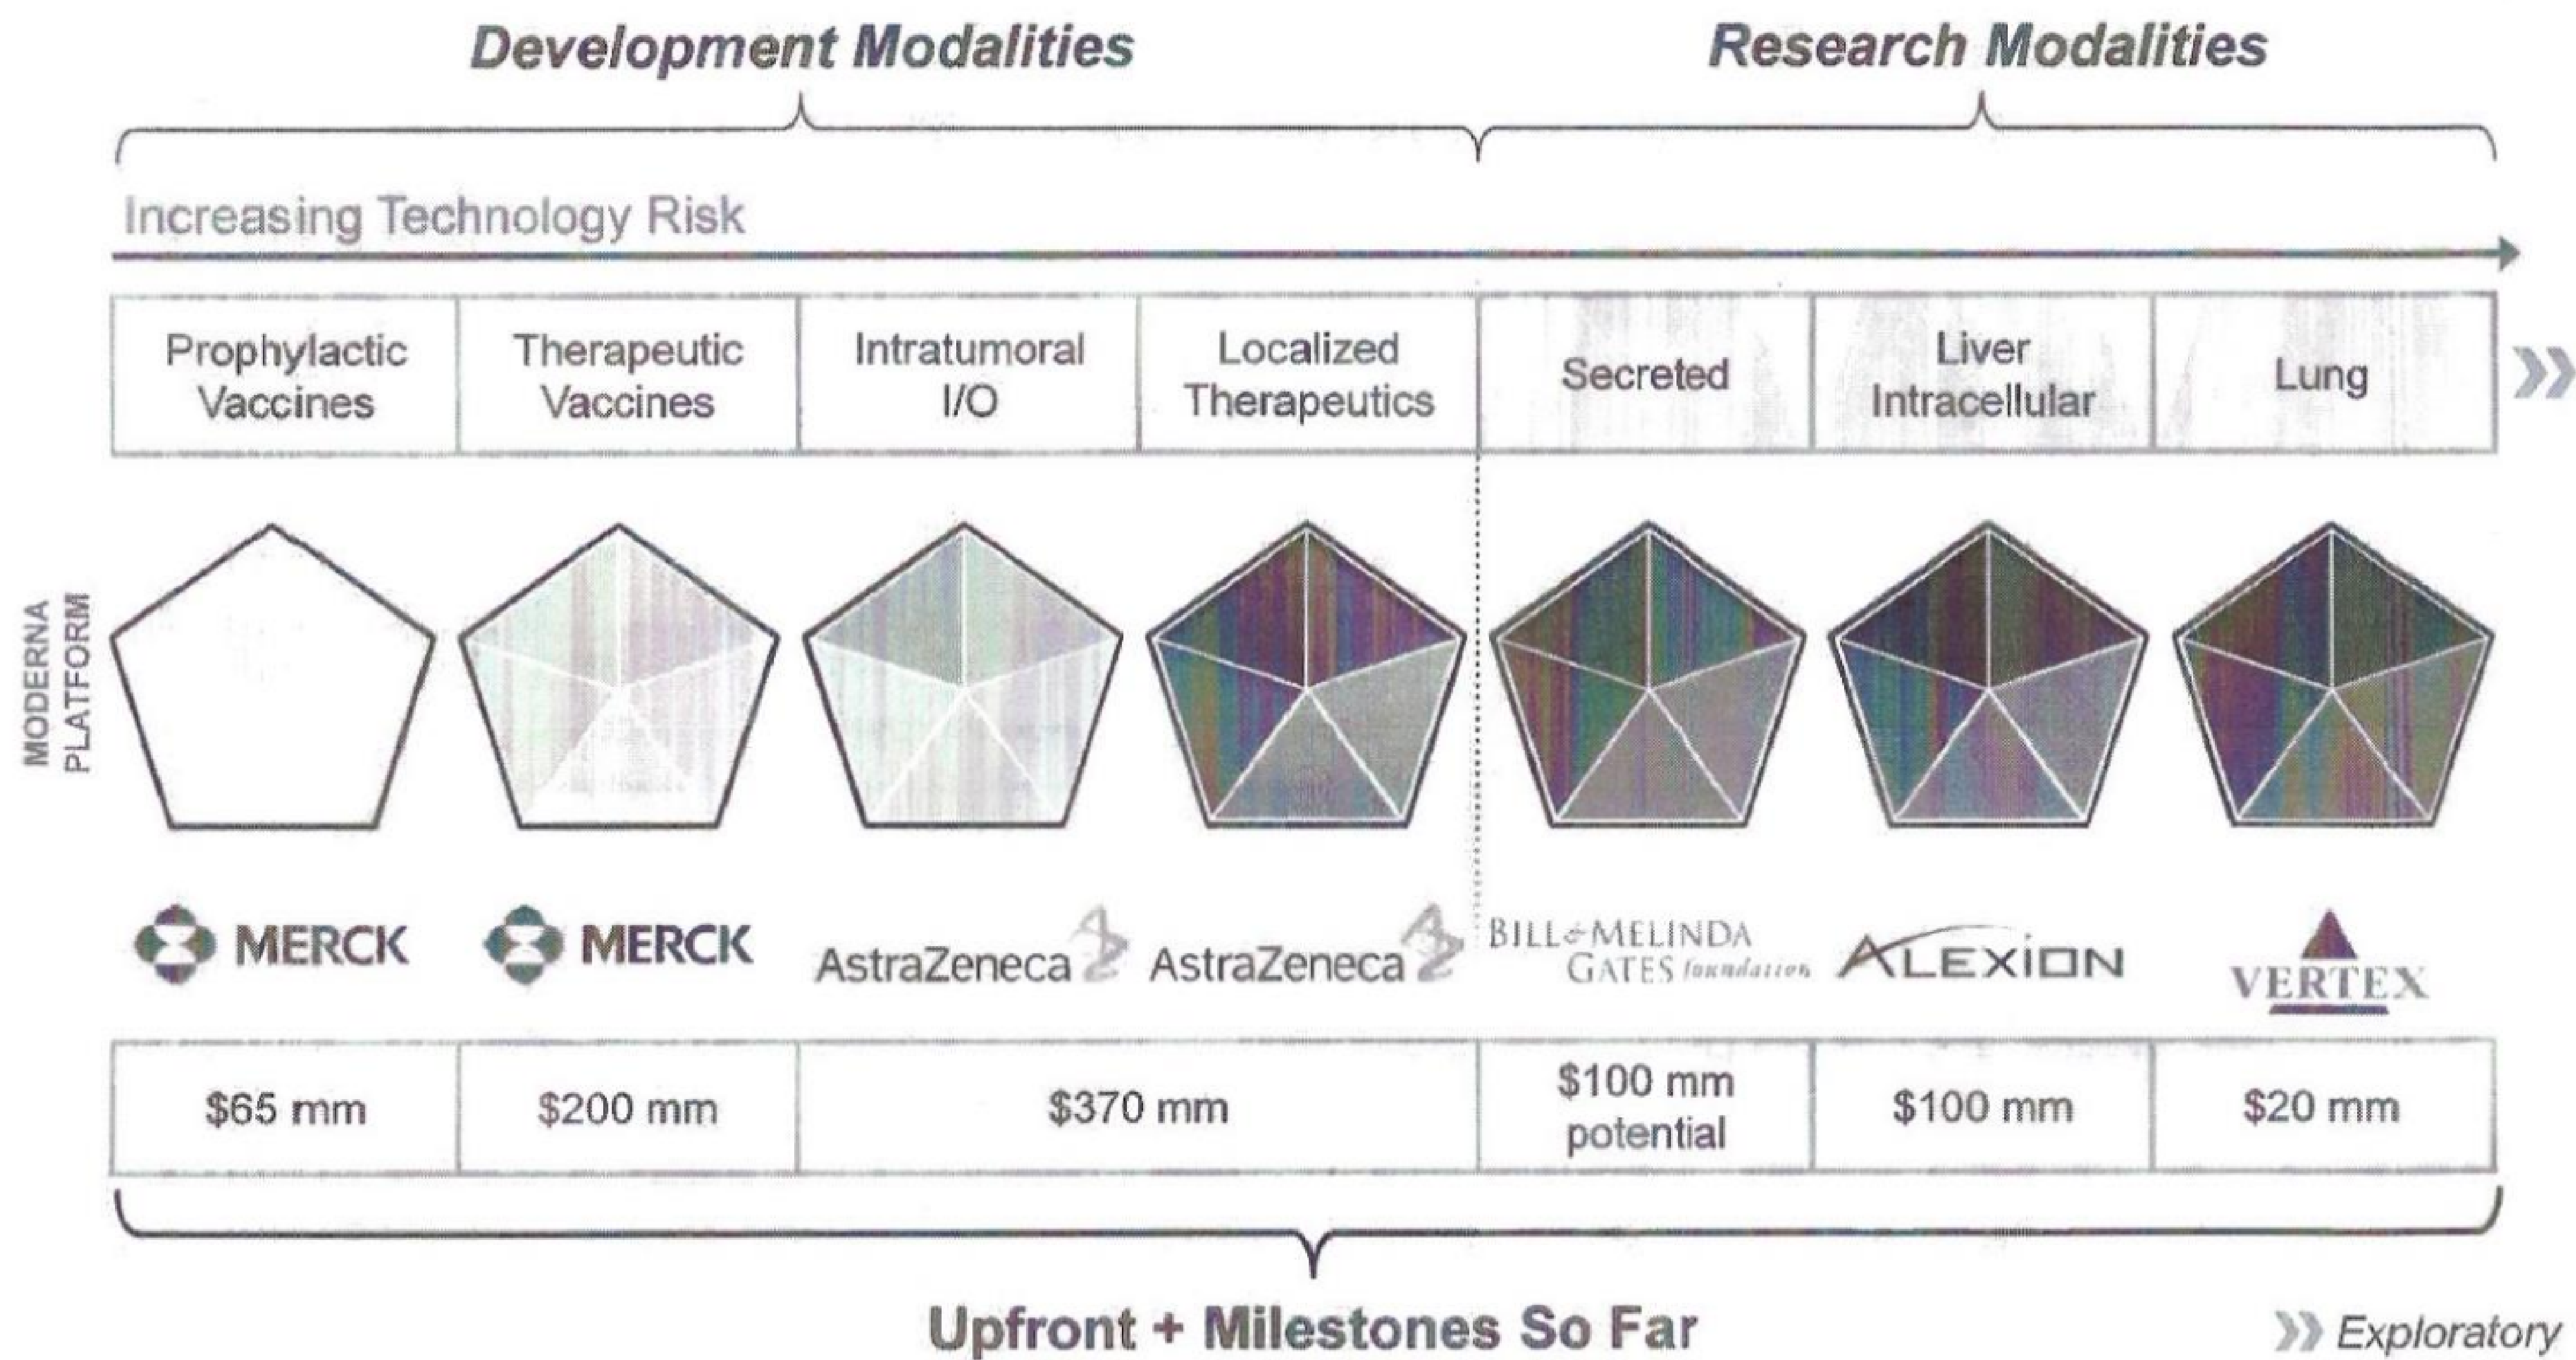 Development Modalities
Research Modalities
Increasing Technology Risk
Prophylactic
Vaccines
Therapeutic
Vaccines
Intratumoral
I/O
Localized
Therapeutics
Secreted
Liver
Intracellular
Lung
MODERNA
PLATFORM
MERCK
MERCK
AstraZeneca
AstraZeneca
BILL & MELINDA
GATES foundation
ALEXION
VERTEX
$65 mm
$200 mm
$370 mm
$100 mm
potential
$100 mm
$20 mm
Upfront + Milestones So Far
Exploratory